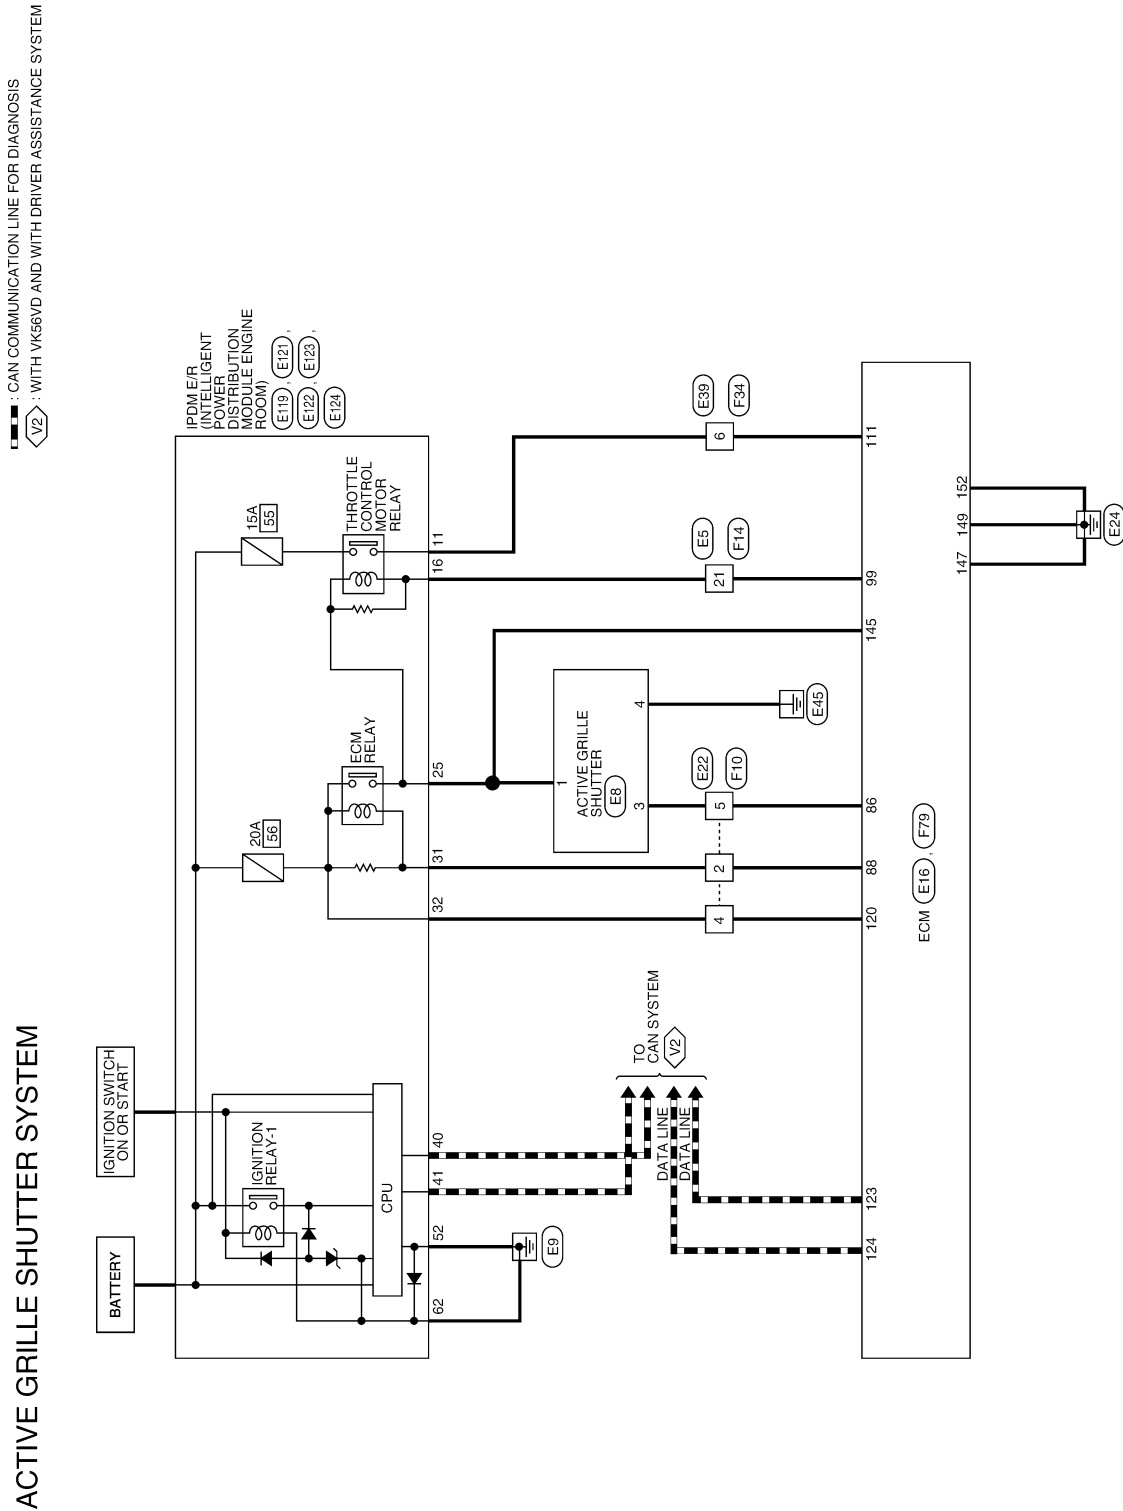 ACTIVE GRILLE SHUTTER SYSTEM
: CAN COMMUNICATION LINE FOR DIAGNOSIS
V2 : WITH VK56VD AND WITH DRIVER ASSISTANCE SYSTEM
BATTERY
IGNITION SWITCH
ON OR START
IPDM E/R
(INTELLIGENT
POWER
DISTRIBUTION
MODULE ENGINE
ROOM)
E119 , E121 ,
E122 , E123 ,
E124
IGNITION
RELAY-1
CPU
20A
56
15A
55
ECM
RELAY
THROTTLE
CONTROL
MOTOR
RELAY
62
52
41
40
32
31
25
16
11
E9
TO
CAN SYSTEM
V2
DATA LINE
DATA LINE
ACTIVE GRILLE
SHUTTER
E8
1
3
4
E45
4
2
5
E22
F10
21
E5
F14
6
E39
F34
124
123
120
88
86
145
99
111
ECM E16 , F79
147
149
152
E24